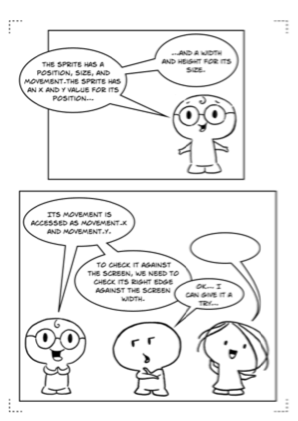 THE SPRITE HAS A
POSITION, SIZE, AND
MOVEMENT.THE SPRITE HAS
AN X AND Y VALUE FOR ITS
POSITION...
...AND A WIDTH
AND HEIGHT FOR ITS
SIZE.
ITS MOVEMENT IS
ACCESSED AS MOVEMENT.X
AND MOVEMENT.Y.
TO CHECK IT AGAINST
THE SCREEN, WE NEED TO
CHECK ITS RIGHT EDGE
AGAINST THE SCREEN
WIDTH.
OK... I
CAN GIVE IT A
TRY...